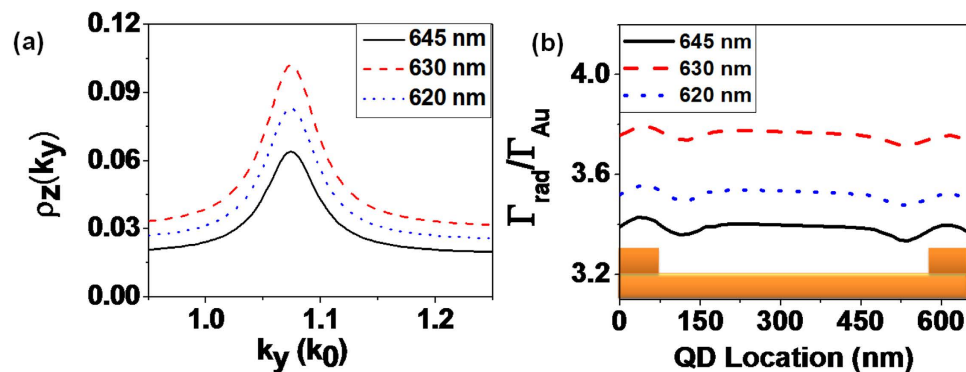 (a)
0.12
0.09
0.06
0.03
0.00
ρz(ky)
645 nm
630 nm
620 nm
1.0 1.1 1.2
ky (k0)
(b)
4.0
3.6
3.2
Γrad/ΓAu
645 nm
630 nm
620 nm
0 150 300 450 600
QD Location (nm)